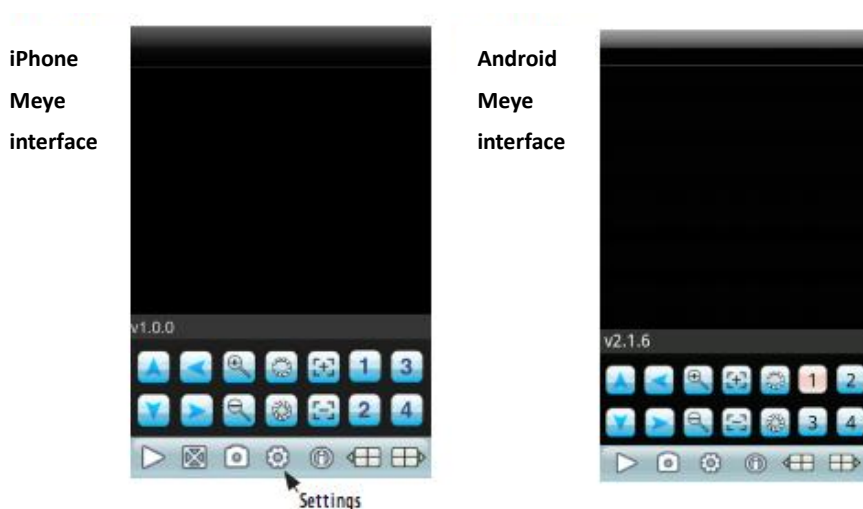 iPhone
Meye
interface
v1.0.0
1 3
2 4
Settings
Android
Meye
interface
v2.1.6
1 2
3 4